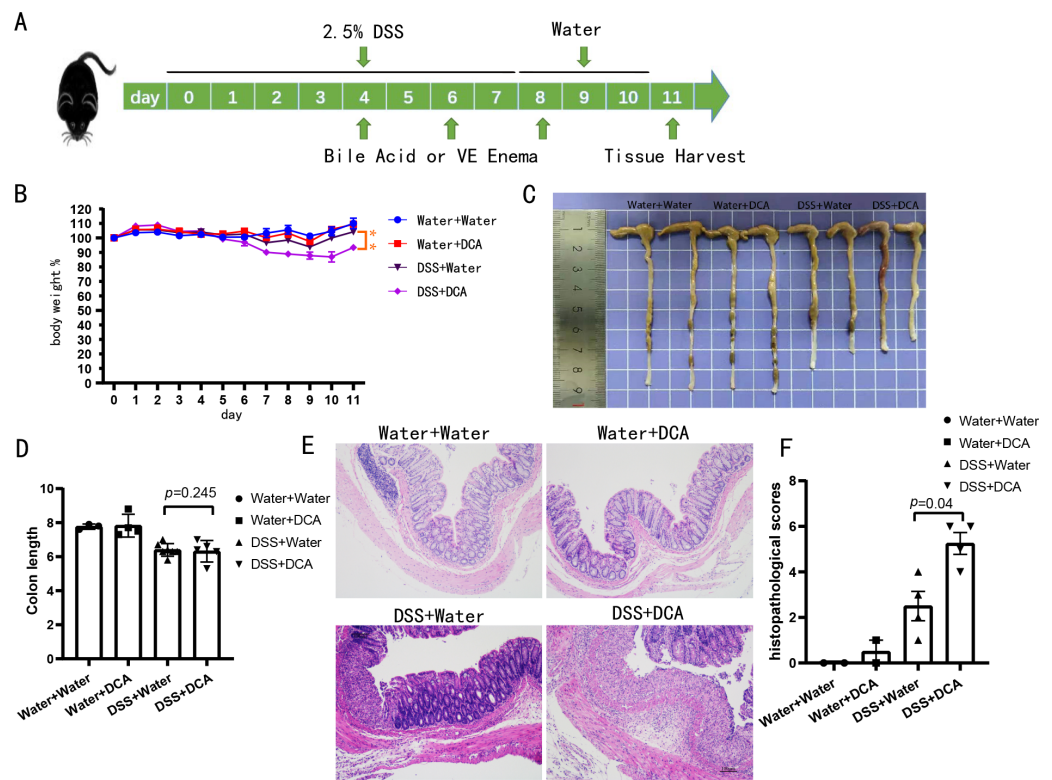 A
2.5% DSS
Water
day 0 1 2 3 4 5 6 7 8 9 10 11
Bile Acid or VE Enema
Tissue Harvest
B
body weight %
120
110
100
90
80
70
60
50
40
30
20
10
0
0 1 2 3 4 5 6 7 8 9 10 11
day
Water+Water
Water+DCA
DSS+Water
DSS+DCA
*
*
C
Water+Water Water+DCA DSS+Water DSS+DCA
1
2
3
4
5
6
7
8
9
D
Colon length
10
8
6
4
2
0
p=0.245
Water+Water
Water+DCA
DSS+Water
DSS+DCA
Water+Water
Water+DCA
DSS+Water
DSS+DCA
E
Water+Water
Water+DCA
DSS+Water
DSS+DCA
F
Water+Water
Water+DCA
DSS+Water
DSS+DCA
histopathological scores
8
6
4
2
0
p=0.04
Water+Water
Water+DCA
DSS+Water
DSS+DCA